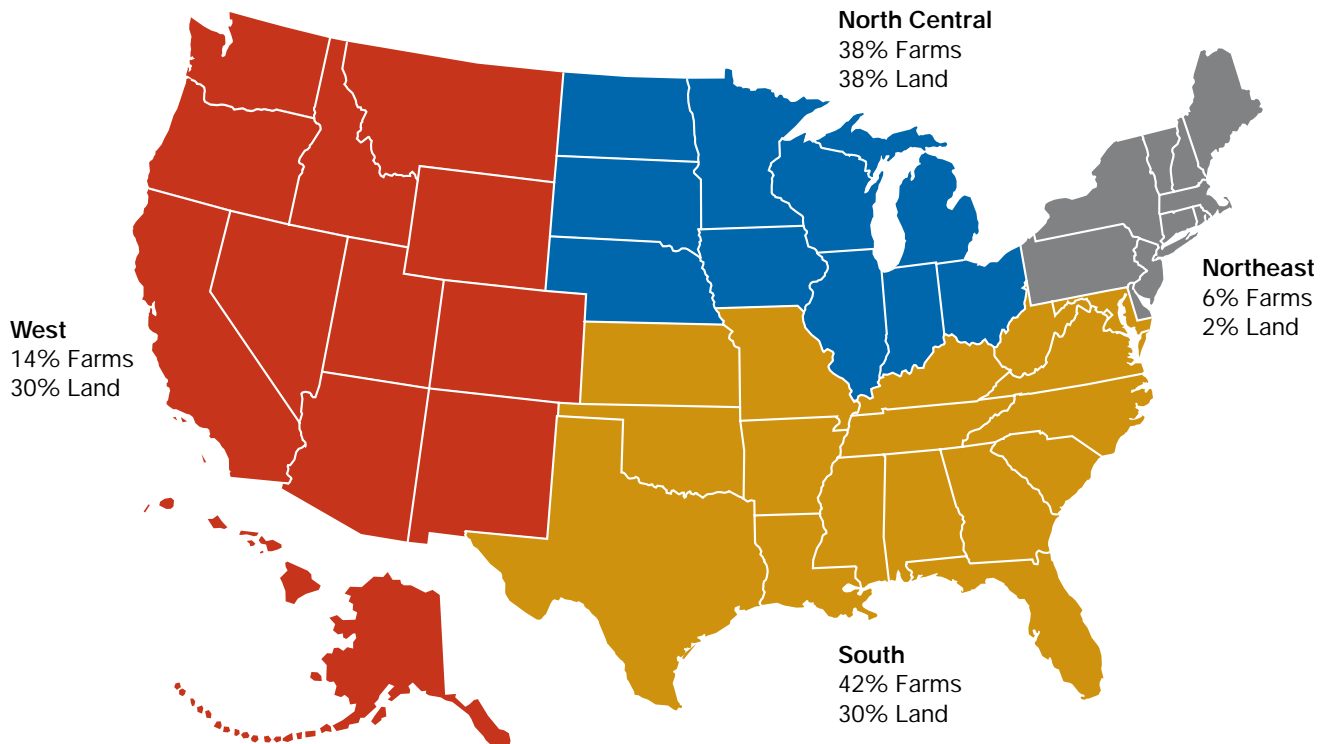 North Central
38% Farms
38% Land
Northeast
6% Farms
2% Land
West
14% Farms
30% Land
South
42% Farms
30% Land